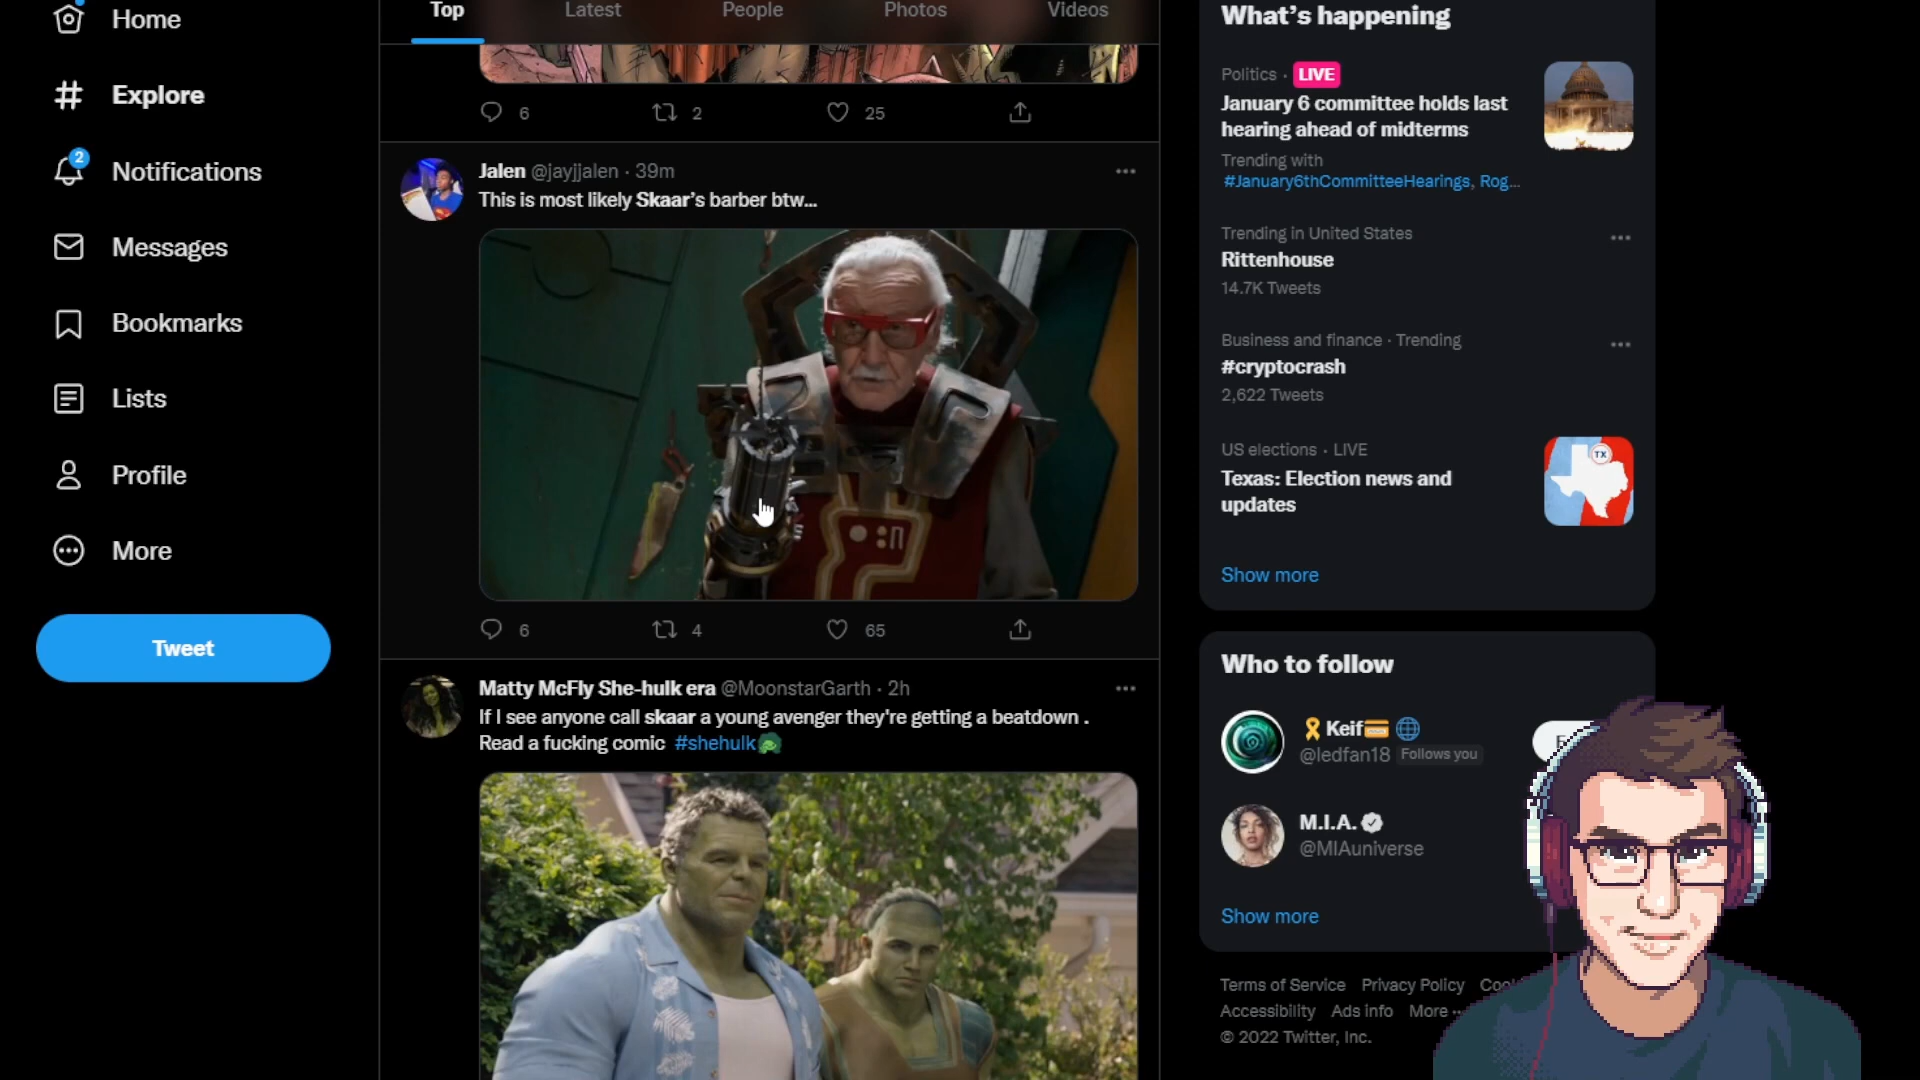 Home
Explore
2
Notifications
Messages
Bookmarks
Lists
Profile
More
Tweet
Top Latest People Photos Videos
6 2 25
Jalen @jayjjalen · 39m
This is most likely Skaar's barber btw...
6 4 65
Matty McFly She-hulk era @MoonstarGarth · 2h
If I see anyone call skaar a young avenger they're getting a beatdown .
Read a fucking comic #shehulk
What's happening
Politics · LIVE
January 6 committee holds last
hearing ahead of midterms
Trending with
#January6thCommitteeHearings, Rog...
Trending in United States
Rittenhouse
14.7K Tweets
Business and finance · Trending
#cryptocrash
2,622 Tweets
US elections · LIVE
Texas: Election news and
updates
TX
Show more
Who to follow
Keif
@ledfan18 Follows you
M.I.A.
@MIAuniverse
Show more
Terms of Service Privacy Policy
Accessibility Ads info More ··
© 2022 Twitter, Inc.